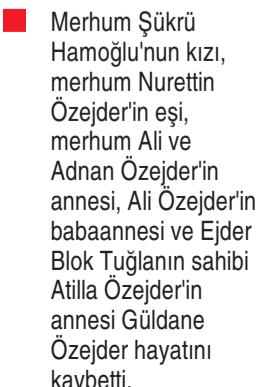 Merhum Şükrü
Hamoğlu'nun kızı,
merhum Nurettin
Özejder'in eşi,
merhum Ali ve
Adnan Özejder'in
annesi, Ali Özejder'in
babaannesi ve Ejder
Blok Tuğlanın sahibi
Atilla Özejder'in
annesi Güldane
Özejder hayatını
kaybetti.